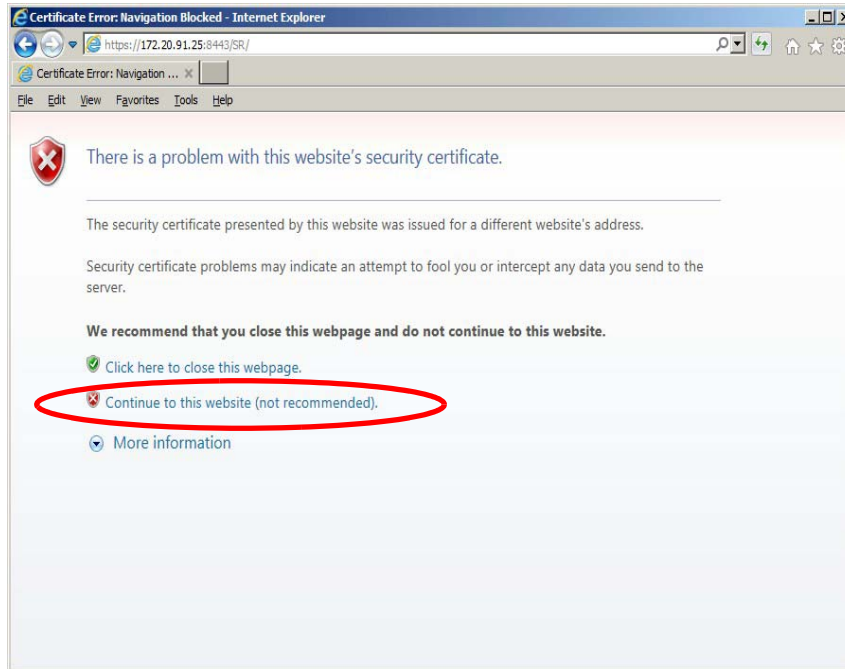 Certificate Error: Navigation Blocked - Internet Explorer
https://172.20.91.25:8443/SR/
Certificate Error: Navigation ...
File Edit View Favorites Tools Help
There is a problem with this website's security certificate.
The security certificate presented by this website was issued for a different website's address.
Security certificate problems may indicate an attempt to fool you or intercept any data you send to the
server.
We recommend that you close this webpage and do not continue to this website.
Click here to close this webpage.
Continue to this website (not recommended).
More information